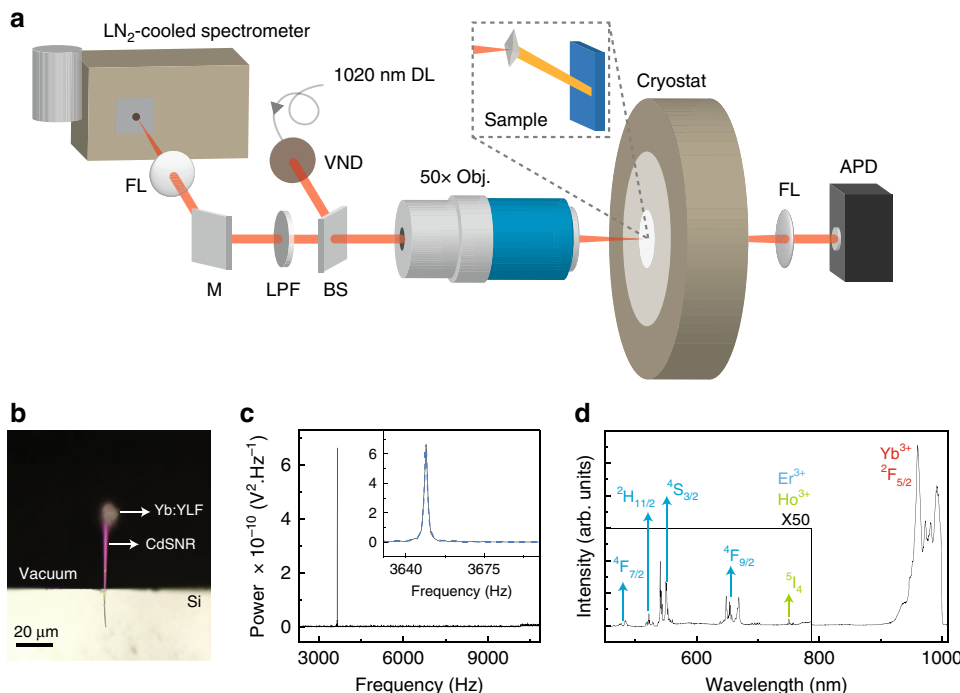 a
LN₂-cooled spectrometer
1020 nm DL
FL
VND
M
LPF
BS
50× Obj.
Sample
Cryostat
FL
APD
b
Yb:YLF
CdSNR
Vacuum
Si
20 μm
c
Power × 10⁻¹⁰ (V².Hz⁻¹)
6
4
2
0
6
4
2
0
3640
3675
Frequency (Hz)
3000
6000
9000
Frequency (Hz)
d
Intensity (arb. units)
⁴F₇/₂
²H₁₁/₂
⁴S₃/₂
⁴F₉/₂
Er³⁺
Ho³⁺
X50
⁵I₄
Yb³⁺
²F₅/₂
600
800
1000
Wavelength (nm)